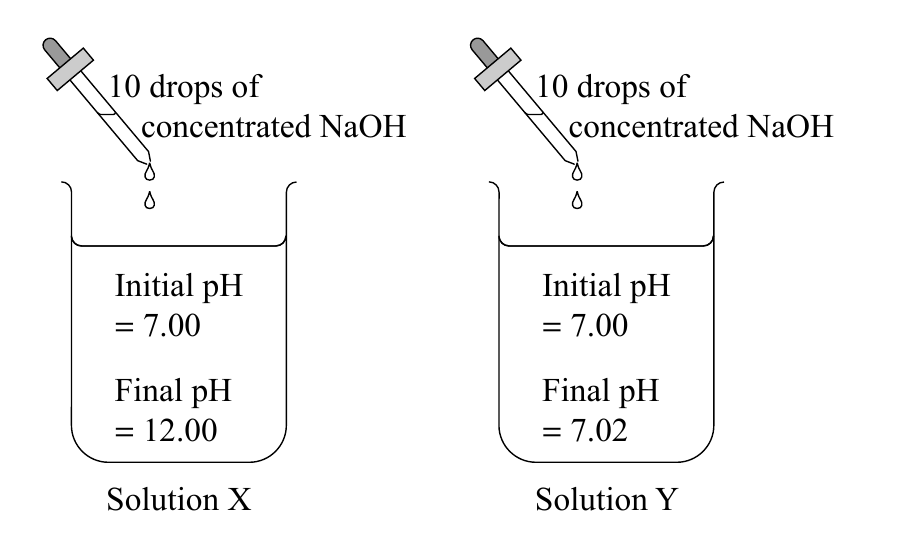 10 drops of
concentrated NaOH
Initial pH
= 7.00
Final pH
= 12.00
Solution X
10 drops of
concentrated NaOH
Initial pH
= 7.00
Final pH
= 7.02
Solution Y